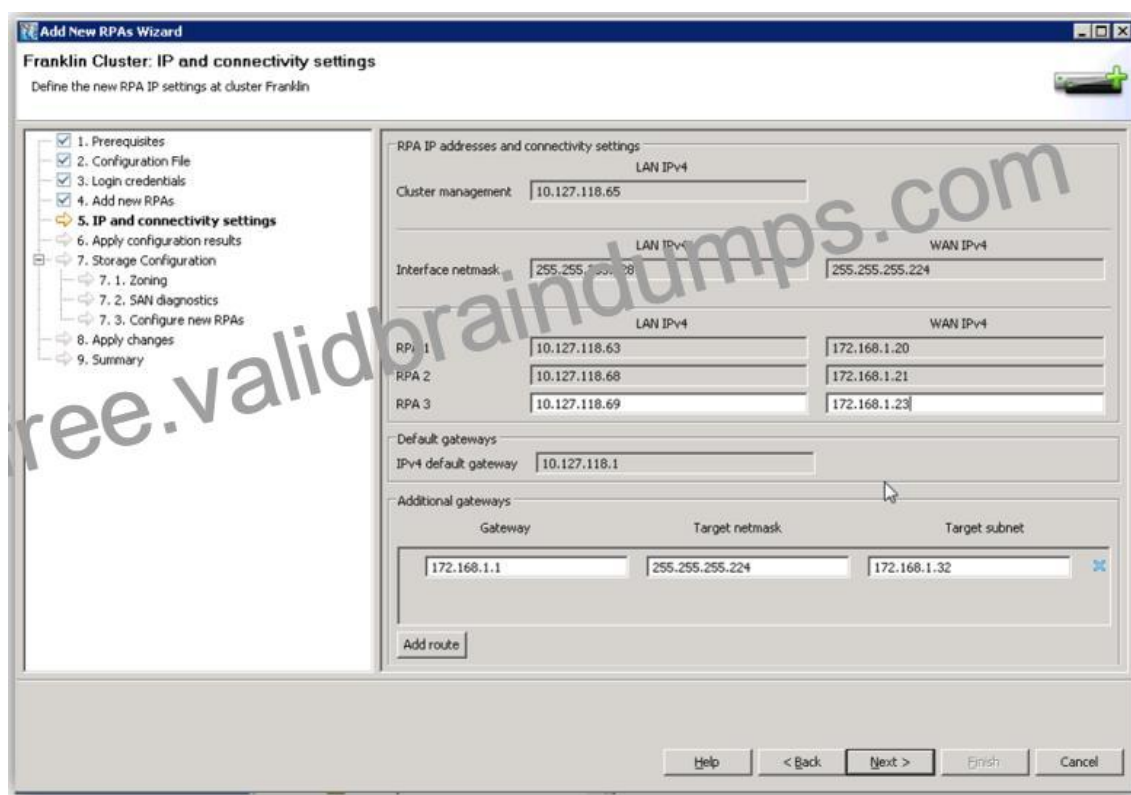 Add New RPAs Wizard
Franklin Cluster: IP and connectivity settings
Define the new RPA IP settings at cluster Franklin
1. Prerequisites
2. Configuration File
3. Login credentials
4. Add new RPAs
5. IP and connectivity settings
6. Apply configuration results
7. Storage Configuration
7. 1. Zoning
7. 2. SAN diagnostics
7. 3. Configure new RPAs
8. Apply changes
9. Summary
RPA IP addresses and connectivity settings
LAN IPv4
Cluster management 10.127.118.65
LAN IPv4 WAN IPv4
Interface netmask 255.255.255.224
LAN IPv4 WAN IPv4
RPA 1 10.127.118.63 172.168.1.20
RPA 2 10.127.118.68 172.168.1.21
RPA 3 10.127.118.69 172.168.1.23
Default gateways
IPv4 default gateway 10.127.118.1
Additional gateways
Gateway Target netmask Target subnet
172.168.1.1 255.255.255.224 172.168.1.32
Add route
Help < Back Next > Finish Cancel
free.validbraindumps.com